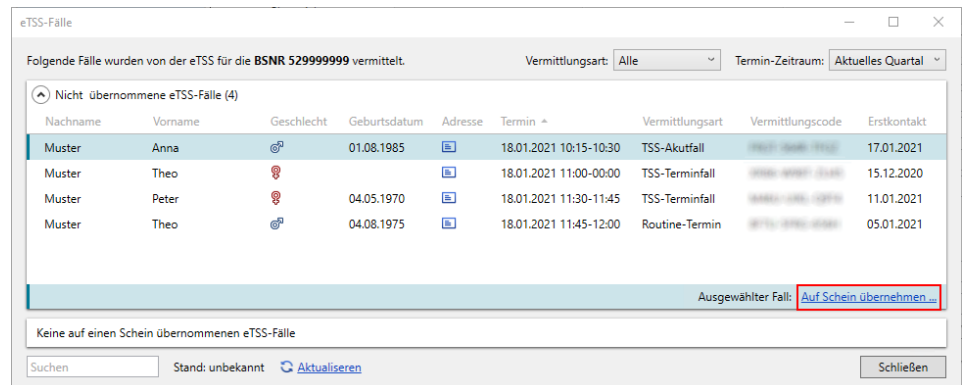 eTSS-Fälle
Folgende Fälle wurden von der eTSS für die BSNR 529999999 vermittelt. Vermittlungsart: Alle Termin-Zeitraum: Aktuelles Quartal
Nicht übernommene eTSS-Fälle (4)
Nachname Vorname Geschlecht Geburtsdatum Adresse Termin Vermittlungsart Vermittlungscode Erstkontakt
Muster Anna 01.08.1985 18.01.2021 10:15-10:30 TSS-Akutfall 17.01.2021
Muster Theo 18.01.2021 11:00-00:00 TSS-Terminfall 15.12.2020
Muster Peter 04.05.1970 18.01.2021 11:30-11:45 TSS-Terminfall 11.01.2021
Muster Theo 04.08.1975 18.01.2021 11:45-12:00 Routine-Termin 05.01.2021
Ausgewählter Fall: Auf Schein übernehmen ...
Keine auf einen Schein übernommenen eTSS-Fälle
Suchen Stand: unbekannt Aktualiseren Schließen